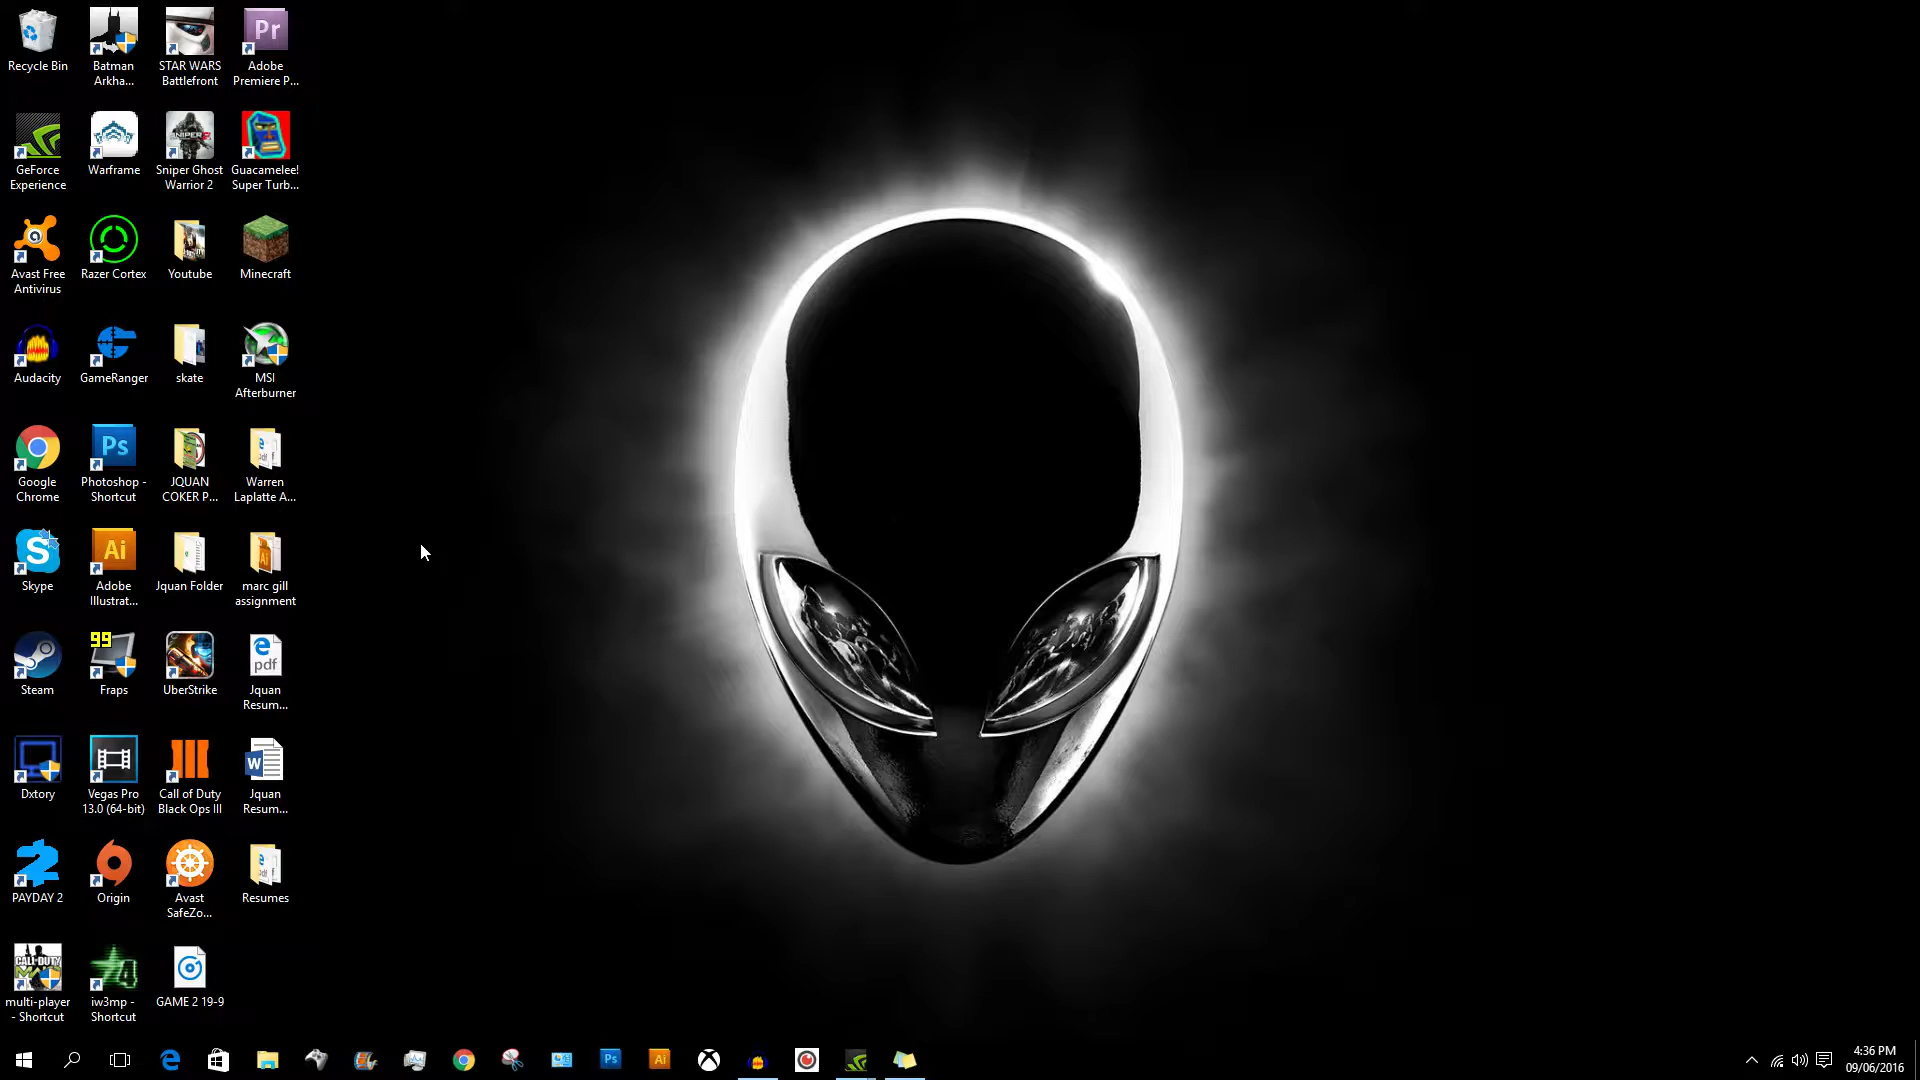 Recycle Bin
Batman
Arkha...
STAR WARS
Battlefront
Pr
Adobe
Premiere P...
GeForce
Experience
Warframe
Sniper Ghost
Warrior 2
Guacamelee!
Super Turb...
Avast Free
Antivirus
Razer Cortex
Youtube
Minecraft
Audacity
GameRanger
skate
MSI
Afterburner
Google
Chrome
Ps
Photoshop -
Shortcut
JQUAN
COKER P...
Warren
Laplatte A...
Skype
Ai
Adobe
Illustrat...
Jquan Folder
marc gill
assignment
Steam
99
Fraps
UberStrike
pdf
Jquan
Resum...
Dxtory
Vegas Pro
13.0 (64-bit)
Call of Duty
Black Ops III
W
Jquan
Resum...
PAYDAY 2
Origin
Avast
SafeZo...
Resumes
CALL·DUTY
multi-player
- Shortcut
iw3mp -
Shortcut
GAME 2 19-9
Ps
Ai
4:36 PM
09/06/2016